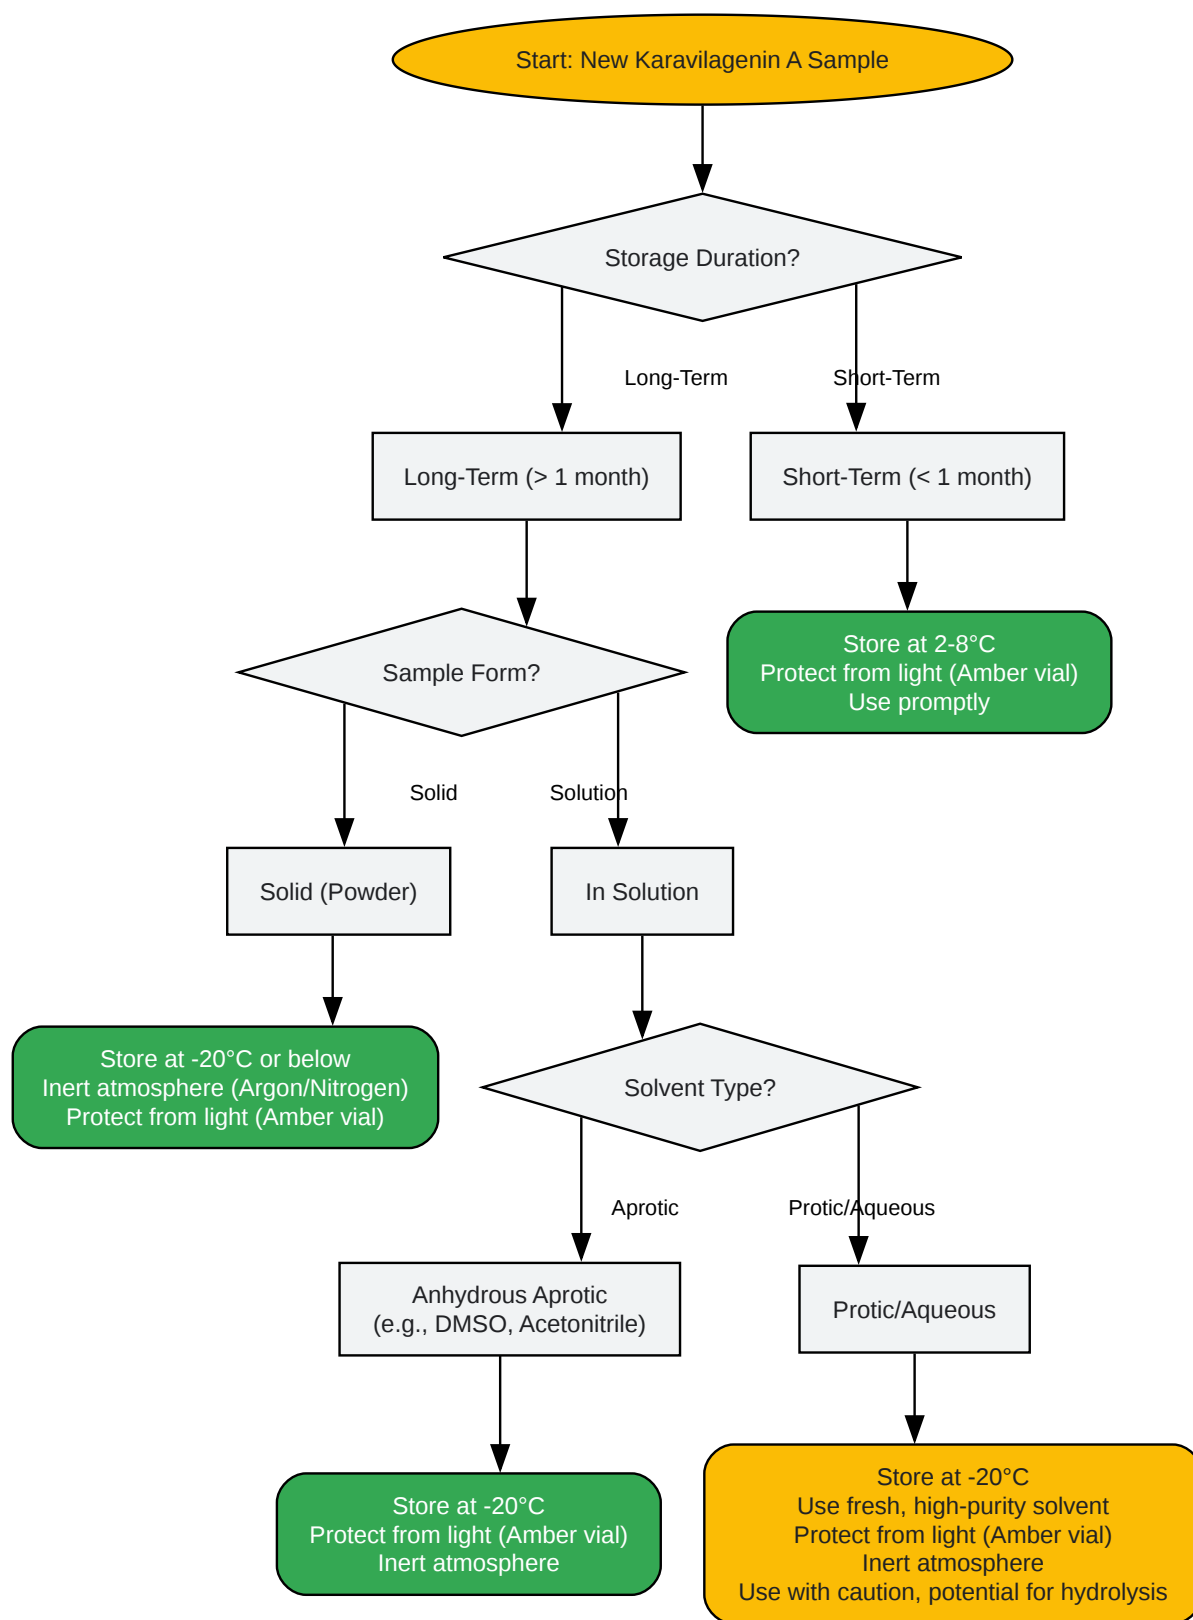 Start: New Karavilagenin A Sample
Storage Duration?
Long-Term
Short-Term
Long-Term (> 1 month)
Short-Term (< 1 month)
Sample Form?
Store at 2-8°C
Protect from light (Amber vial)
Use promptly
Solid
Solution
Solid (Powder)
In Solution
Store at -20°C or below
Inert atmosphere (Argon/Nitrogen)
Protect from light (Amber vial)
Solvent Type?
Aprotic
Protic/Aqueous
Anhydrous Aprotic
(e.g., DMSO, Acetonitrile)
Protic/Aqueous
Store at -20°C
Protect from light (Amber vial)
Inert atmosphere
Store at -20°C
Use fresh, high-purity solvent
Protect from light (Amber vial)
Inert atmosphere
Use with caution, potential for hydrolysis